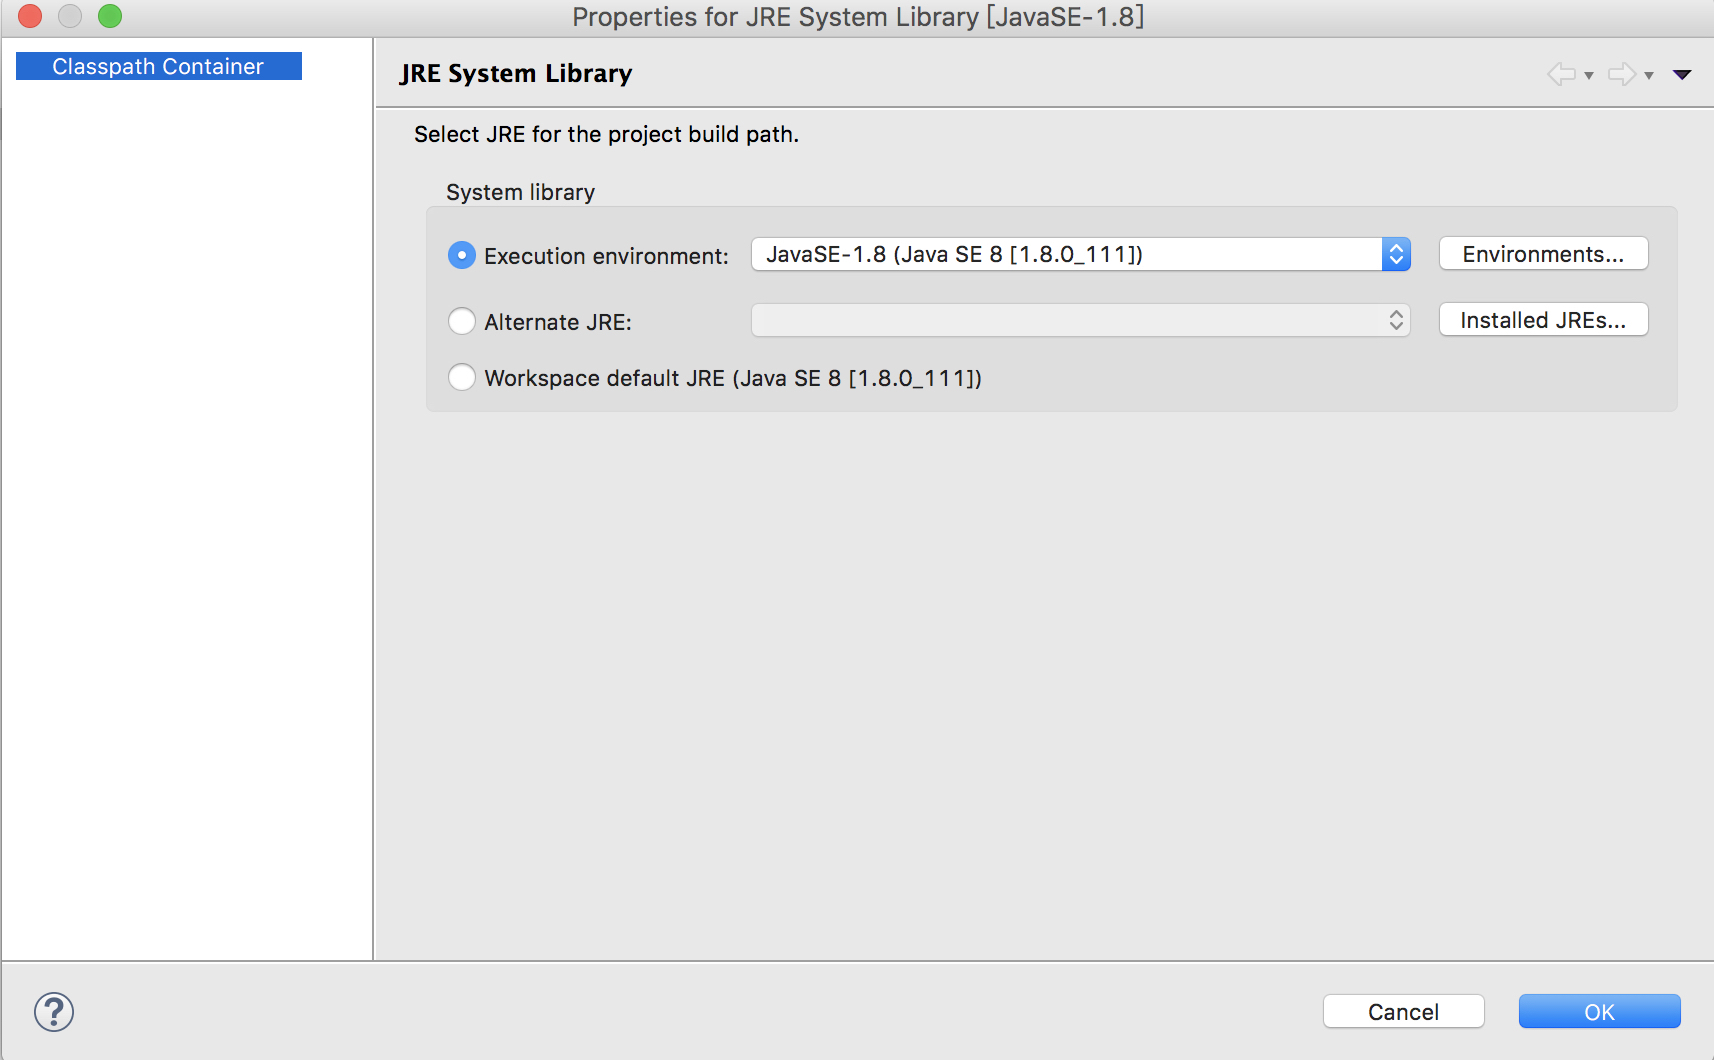 Properties for JRE System Library [JavaSE-1.8]
Classpath Container
JRE System Library
Select JRE for the project build path.
System library
Execution environment: JavaSE-1.8 (Java SE 8 [1.8.0_111]) Environments...
Alternate JRE: Installed JREs...
Workspace default JRE (Java SE 8 [1.8.0_111])
? Cancel OK